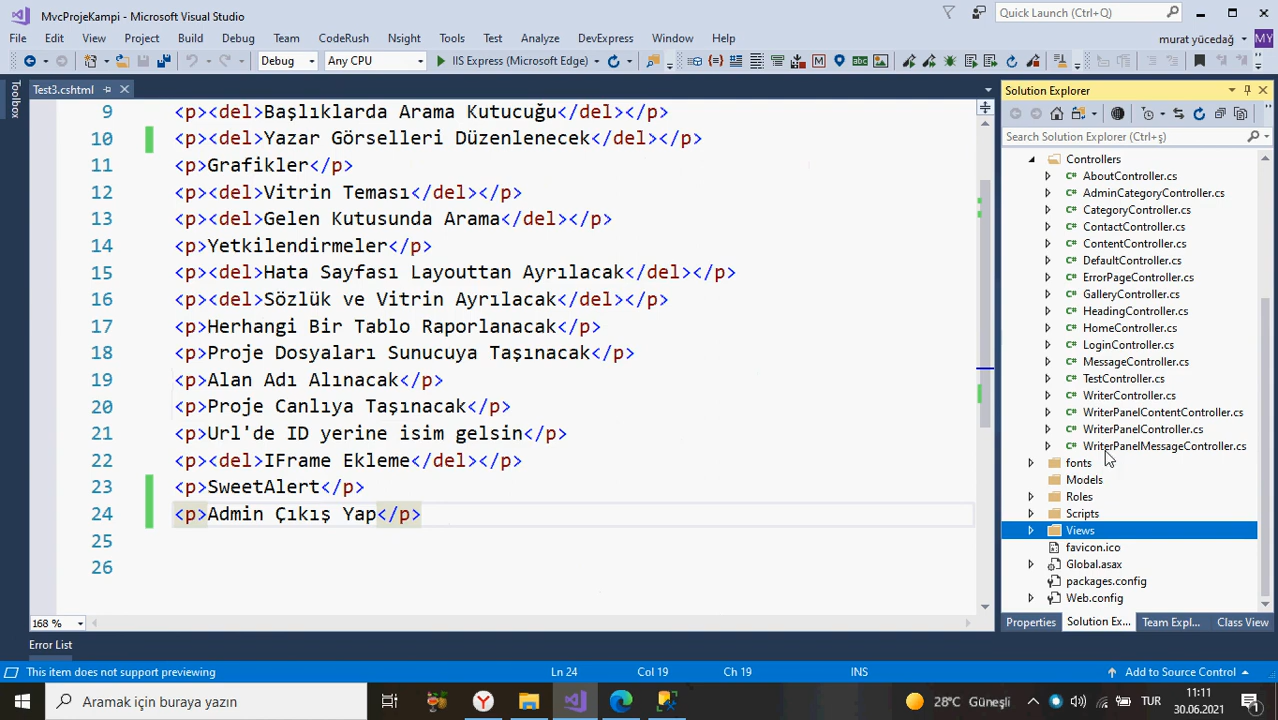 MvcProjeKampi - Microsoft Visual Studio
Quick Launch (Ctrl+Q)
File Edit View Project Build Debug Team CodeRush Nsight Tools Test Analyze DevExpress Window Help
murat yücedağ MY
Debug Any CPU IIS Express (Microsoft Edge)
Toolbox
Test3.cshtml
9 <p><del>Başlıklarda Arama Kutucuğu</del></p>
10 <p><del>Yazar Görselleri Düzenlenecek</del></p>
11 <p>Grafikler</p>
12 <p><del>Vitrin Teması</del></p>
13 <p><del>Gelen Kutusunda Arama</del></p>
14 <p>Yetkilendirmeler</p>
15 <p><del>Hata Sayfası Layouttan Ayrılacak</del></p>
16 <p><del>Sözlük ve Vitrin Ayrılacak</del></p>
17 <p>Herhangi Bir Tablo Raporlanacak</p>
18 <p>Proje Dosyaları Sunucuya Taşınacak</p>
19 <p>Alan Adı Alınacak</p>
20 <p>Proje Canlıya Taşınacak</p>
21 <p>Url'de ID yerine isim gelsin</p>
22 <p><del>IFrame Ekleme</del></p>
23 <p>SweetAlert</p>
24 <p>Admin Çıkış Yap</p>
25
26
168 %
Solution Explorer
Search Solution Explorer (Ctrl+ş)
Controllers
C# AboutController.cs
C# AdminCategoryController.cs
C# CategoryController.cs
C# ContactController.cs
C# ContentController.cs
C# DefaultController.cs
C# ErrorPageController.cs
C# GalleryController.cs
C# HeadingController.cs
C# HomeController.cs
C# LoginController.cs
C# MessageController.cs
C# TestController.cs
C# WriterController.cs
C# WriterPanelContentController.cs
C# WriterPanelController.cs
C# WriterPanelMessageController.cs
fonts
Models
Roles
Scripts
Views
favicon.ico
Global.asax
packages.config
Web.config
Properties Solution Ex... Team Expl... Class View
Error List
This item does not support previewing Ln 24 Col 19 Ch 19 INS Add to Source Control
Aramak için buraya yazın
28°C Güneşli TUR 11:11
30.06.2021
1